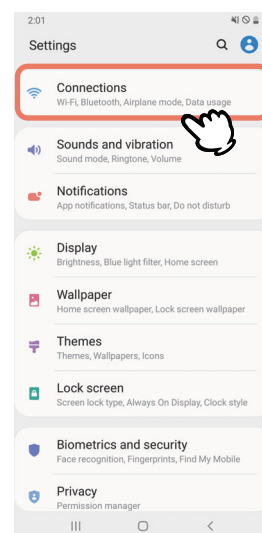 2:01
Settings
Connections
Wi-Fi, Bluetooth, Airplane mode, Data usage
Sounds and vibration
Sound mode, Ringtone, Volume
Notifications
App notifications, Status bar, Do not disturb
Display
Brightness, Blue light filter, Home screen
Wallpaper
Home screen wallpaper, Lock screen wallpaper
Themes
Themes, Wallpapers, Icons
Lock screen
Screen lock type, Always On Display, Clock style
Biometrics and security
Face recognition, Fingerprints, Find My Mobile
Privacy
Permission manager